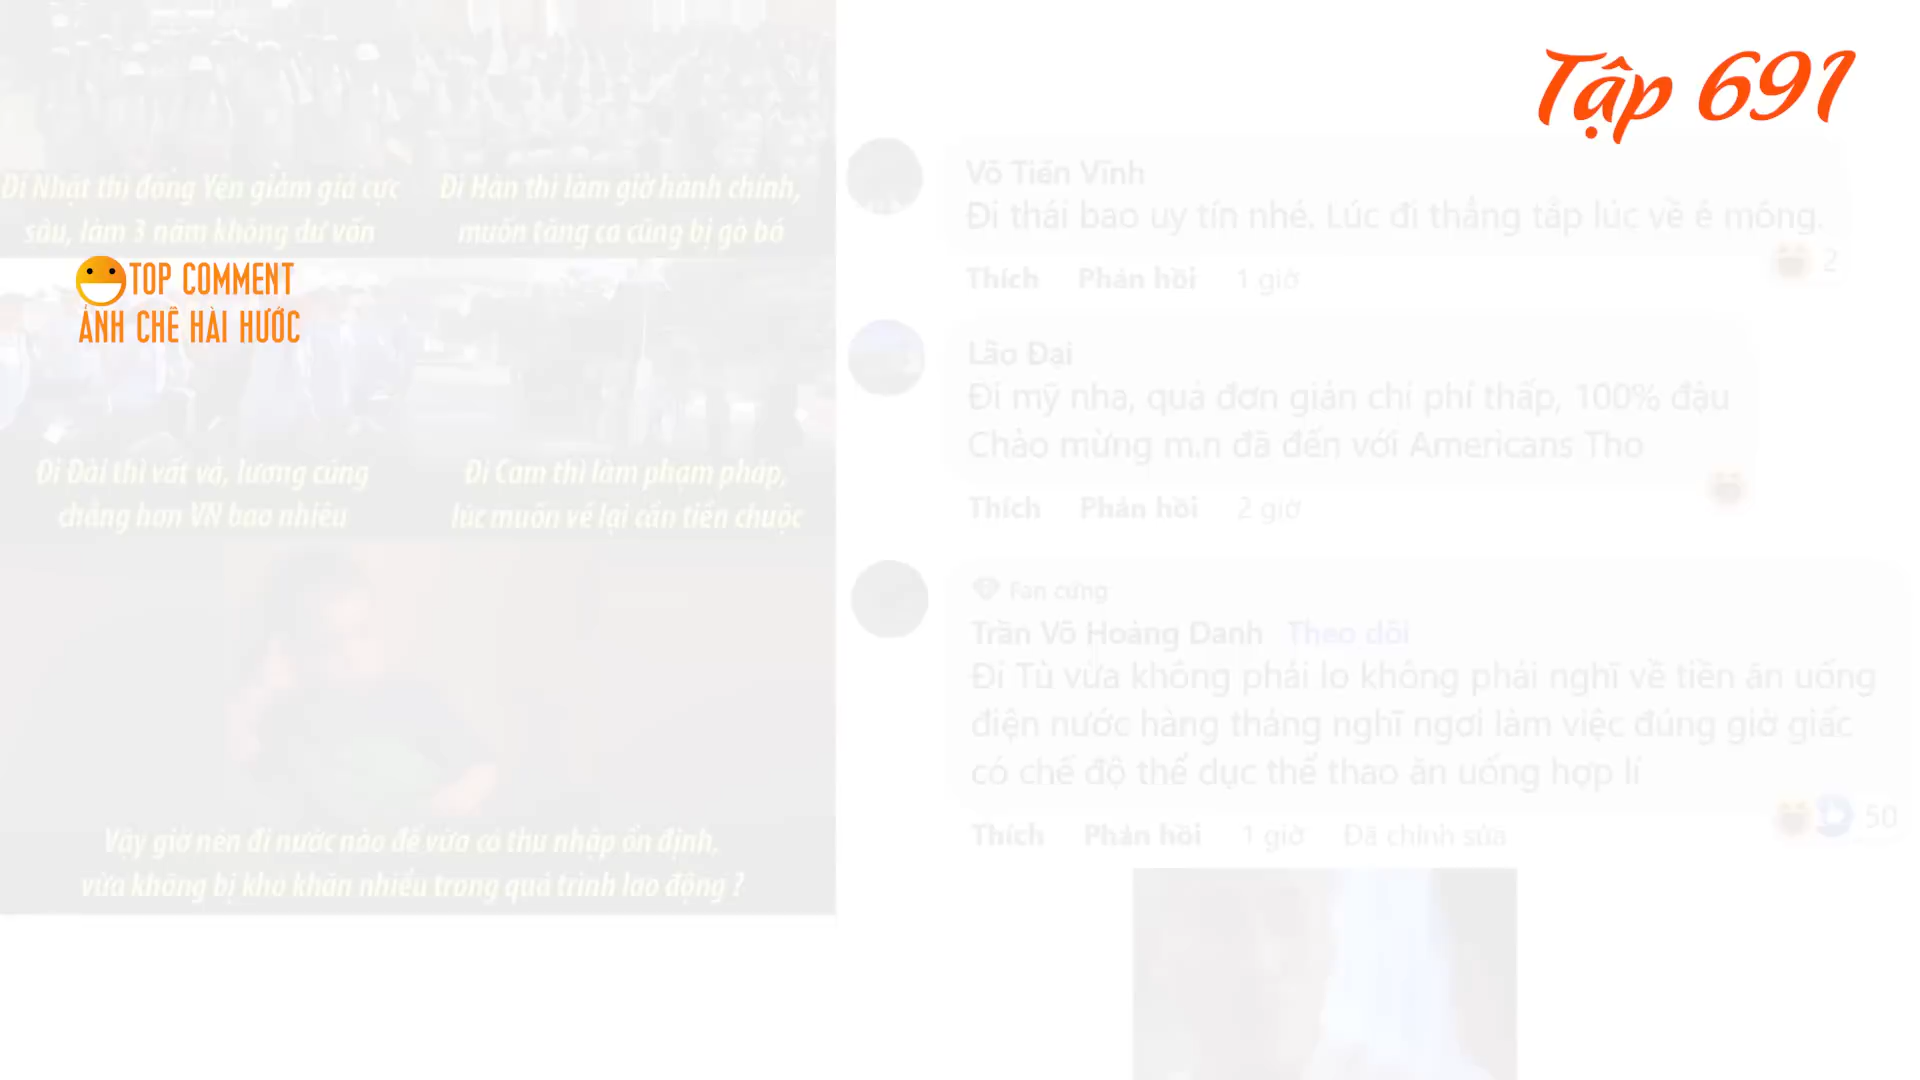 Tập 691
Đi Nhật thì đồng Yên giảm giá cực
sâu, làm 3 năm không dư vốn
Đi Hàn thì làm giờ hành chính,
muốn tăng ca cũng bị gò bó
TOP COMMENT
ẢNH CHẾ HÀI HƯỚC
Đi Đài thì vất vả, lương cũng
chẳng hơn VN bao nhiêu
Đi Cam thì làm phạm pháp,
lúc muốn về lại cần tiền chuộc
Vậy giờ nên đi nước nào để vừa có thu nhập ổn định,
vừa không bị khó khăn nhiều trong quá trình lao động ?
Võ Tiến Vĩnh
Đi thái bao uy tín nhé. Lúc đi thẳng tắp lúc về é mông.
2
Thích Phản hồi 1 giờ
Lão Đại
Đi mỹ nha, quá đơn giản chi phí thấp, 100% đậu
Chào mừng m.n đã đến với Americans Tho
Thích Phản hồi 2 giờ
Fan cứng
Trần Võ Hoàng Danh Theo dõi
Đi Tù vừa không phải lo không phải nghĩ về tiền ăn uống
điện nước hàng tháng nghĩ ngơi làm việc đúng giờ giấc
có chế độ thể dục thể thao ăn uống hợp lí
50
Thích Phản hồi 1 giờ Đã chỉnh sửa